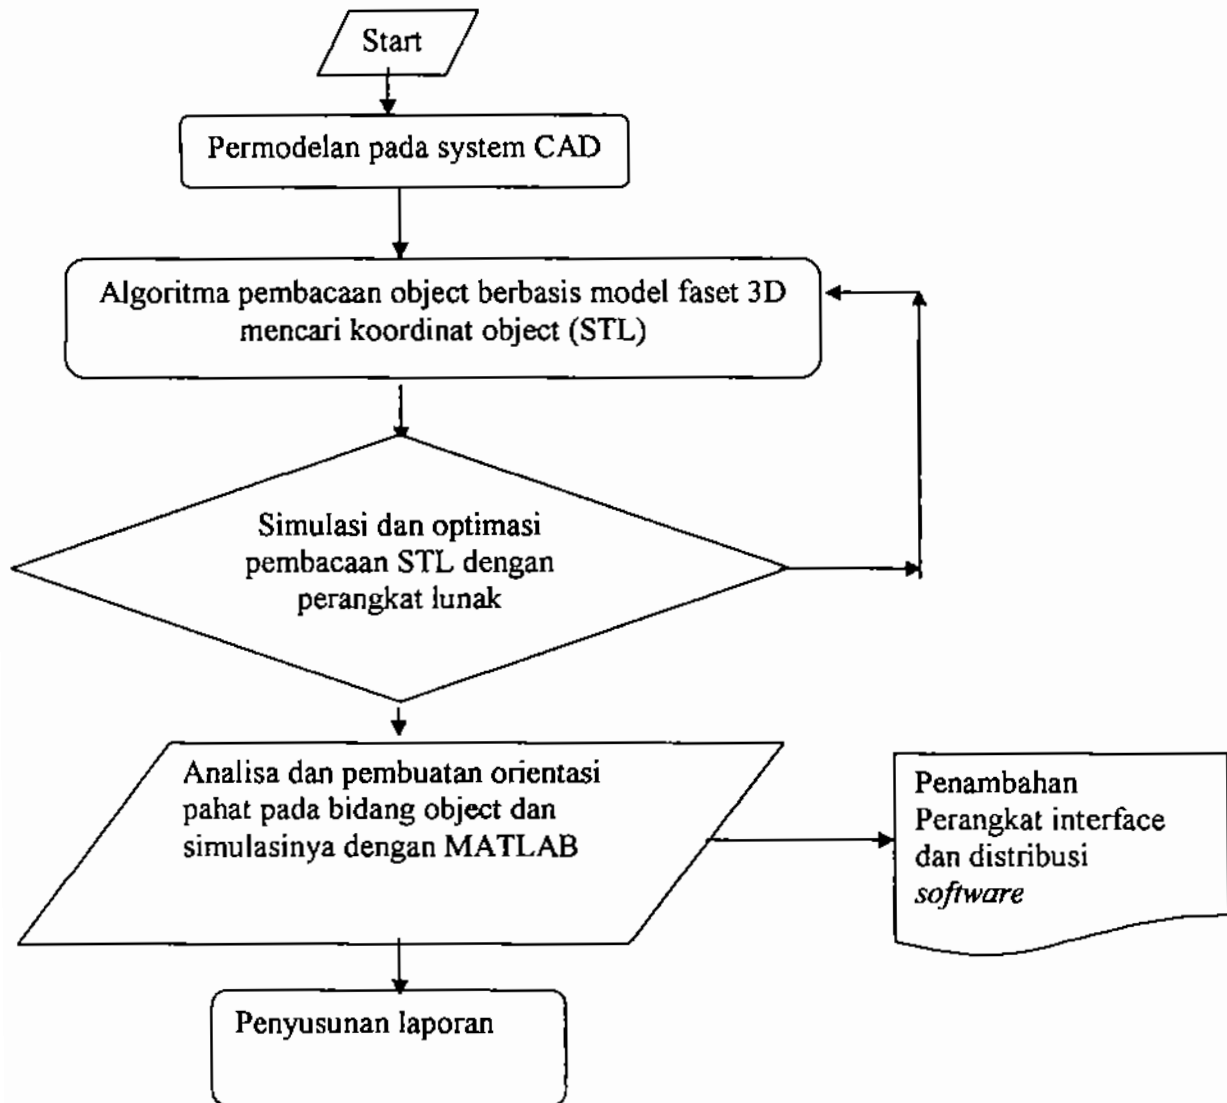 Start
Permodelan pada system CAD
Algoritma pembacaan object berbasis model faset 3D
mencari koordinat object (STL)
Simulasi dan optimasi
pembacaan STL dengan
perangkat lunak
Analisa dan pembuatan orientasi
pahat pada bidang object dan
simulasinya dengan MATLAB
Penambahan
Perangkat interface
dan distribusi
software
Penyusunan laporan